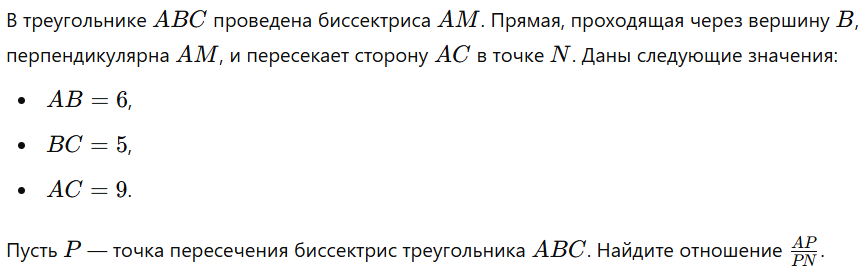 В треугольнике ABC проведена биссектриса AM. Прямая, проходящая через вершину B,
перпендикулярна AM, и пересекает сторону AC в точке N. Даны следующие значения:
• AB = 6,
• BC = 5,
• AC = 9.
Пусть P — точка пересечения биссектрис треугольника ABC. Найдите отношение AP/PN.